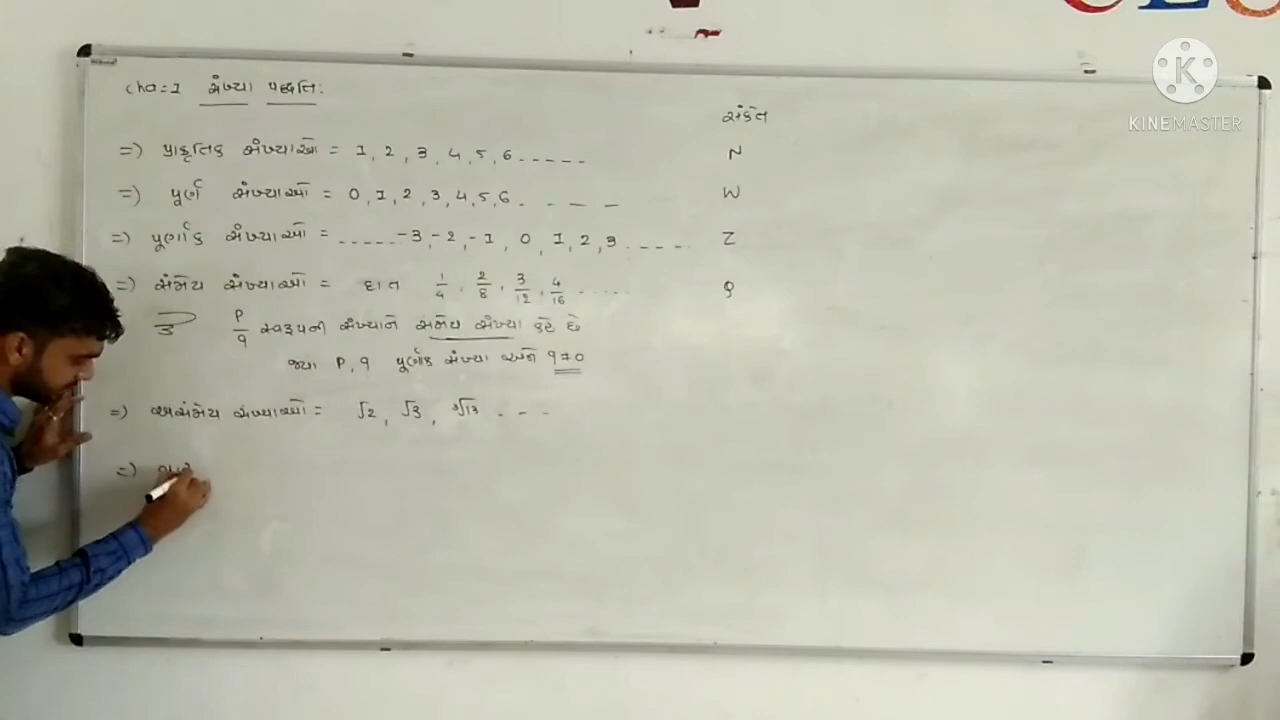 Cha:1 સંખ્યા પદ્ધતિ:
સંકેત
=) પ્રાકૃતિક સંખ્યાઓ = 1, 2, 3, 4, 5, 6 -----
N
=) પૂર્ણ સંખ્યાઓ = 0, 1, 2, 3, 4, 5, 6 - - - -
W
=) પૂર્ણાંક સંખ્યાઓ = ----- -3, -2, -1, 0, 1, 2, 3 -----
Z
=) સંમેય સંખ્યાઓ = દા ત 1/4, 2/8, 3/12, 4/16 .....
Q
P/q સ્વરૂપની સંખ્યાને સંમેય સંખ્યા કહે છે
જ્યાં P, q પૂર્ણાંક સંખ્યા અને q ≠ 0
=) અસંમેય સંખ્યાઓ = √2, √3, ∛13 - - -
=)
KINEMASTER